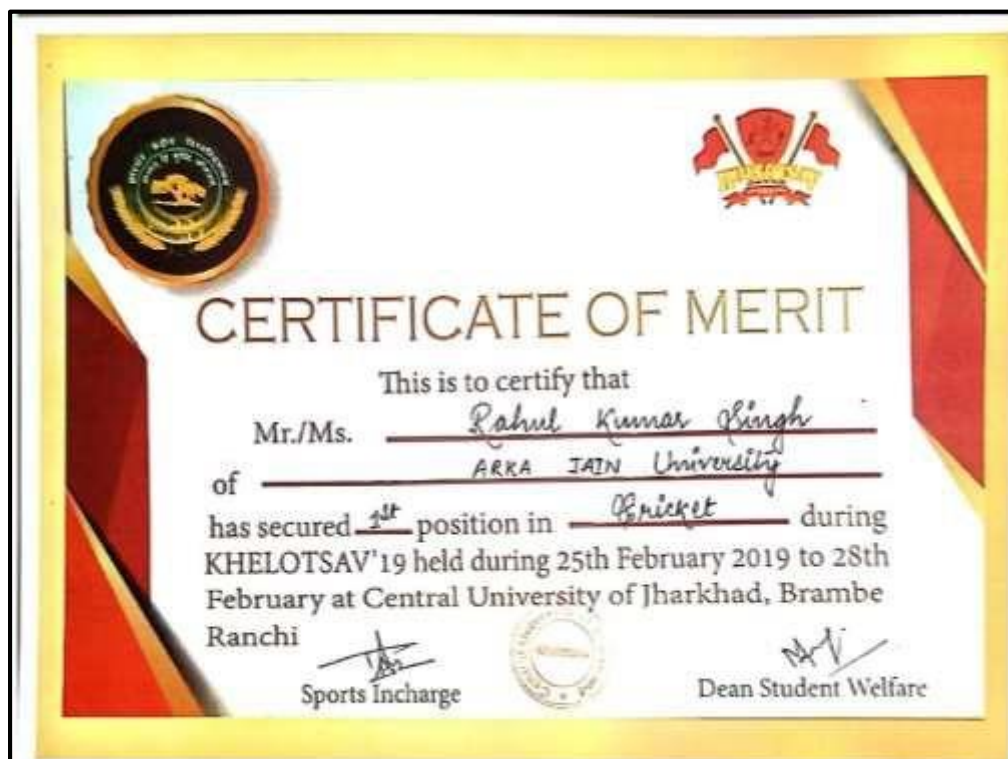 CERTIFICATE OF MERIT
This is to certify that
Mr./Ms. Rahul Kumar Singh
of ARKA JAIN University
has secured 1st position in Cricket during
KHELOTSAV'19 held during 25th February 2019 to 28th
February at Central University of Jharkhand, Brambe
Ranchi
Sports Incharge
Dean Student Welfare